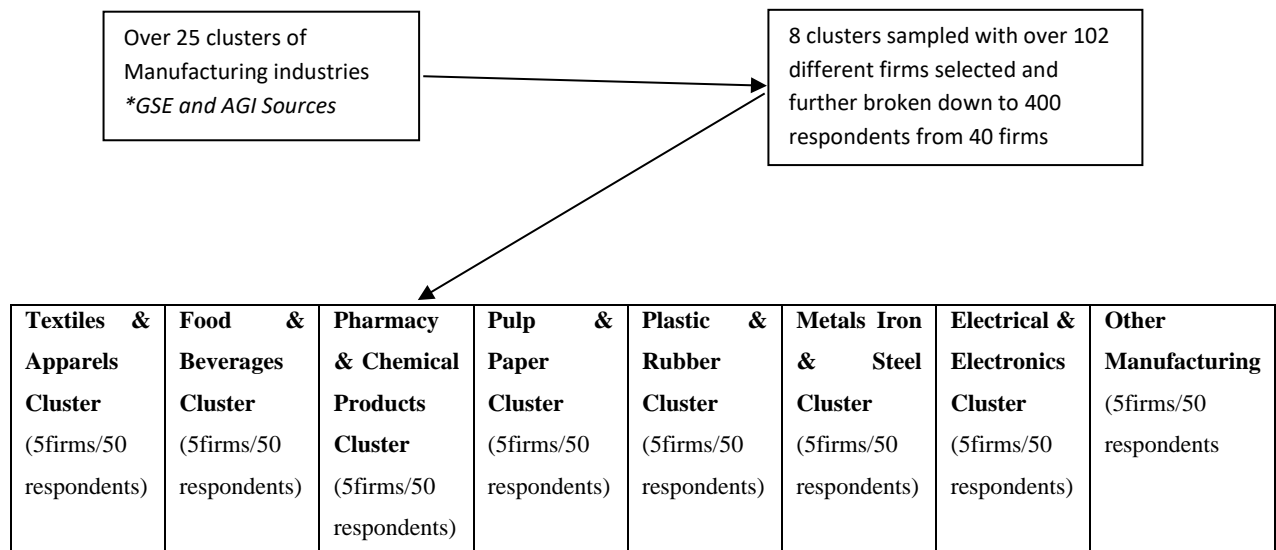 Over 25 clusters of
Manufacturing industries
*GSE and AGI Sources
8 clusters sampled with over 102
different firms selected and
further broken down to 400
respondents from 40 firms
Textiles &
Apparels
Cluster
(5firms/50
respondents)
Food &
Beverages
Cluster
(5firms/50
respondents)
Pharmacy
& Chemical
Products
Cluster
(5firms/50
respondents)
Pulp &
Paper
Cluster
(5firms/50
respondents)
Plastic &
Rubber
Cluster
(5firms/50
respondents)
Metals Iron
& Steel
Cluster
(5firms/50
respondents)
Electrical &
Electronics
Cluster
(5firms/50
respondents)
Other
Manufacturing
(5firms/50
respondents